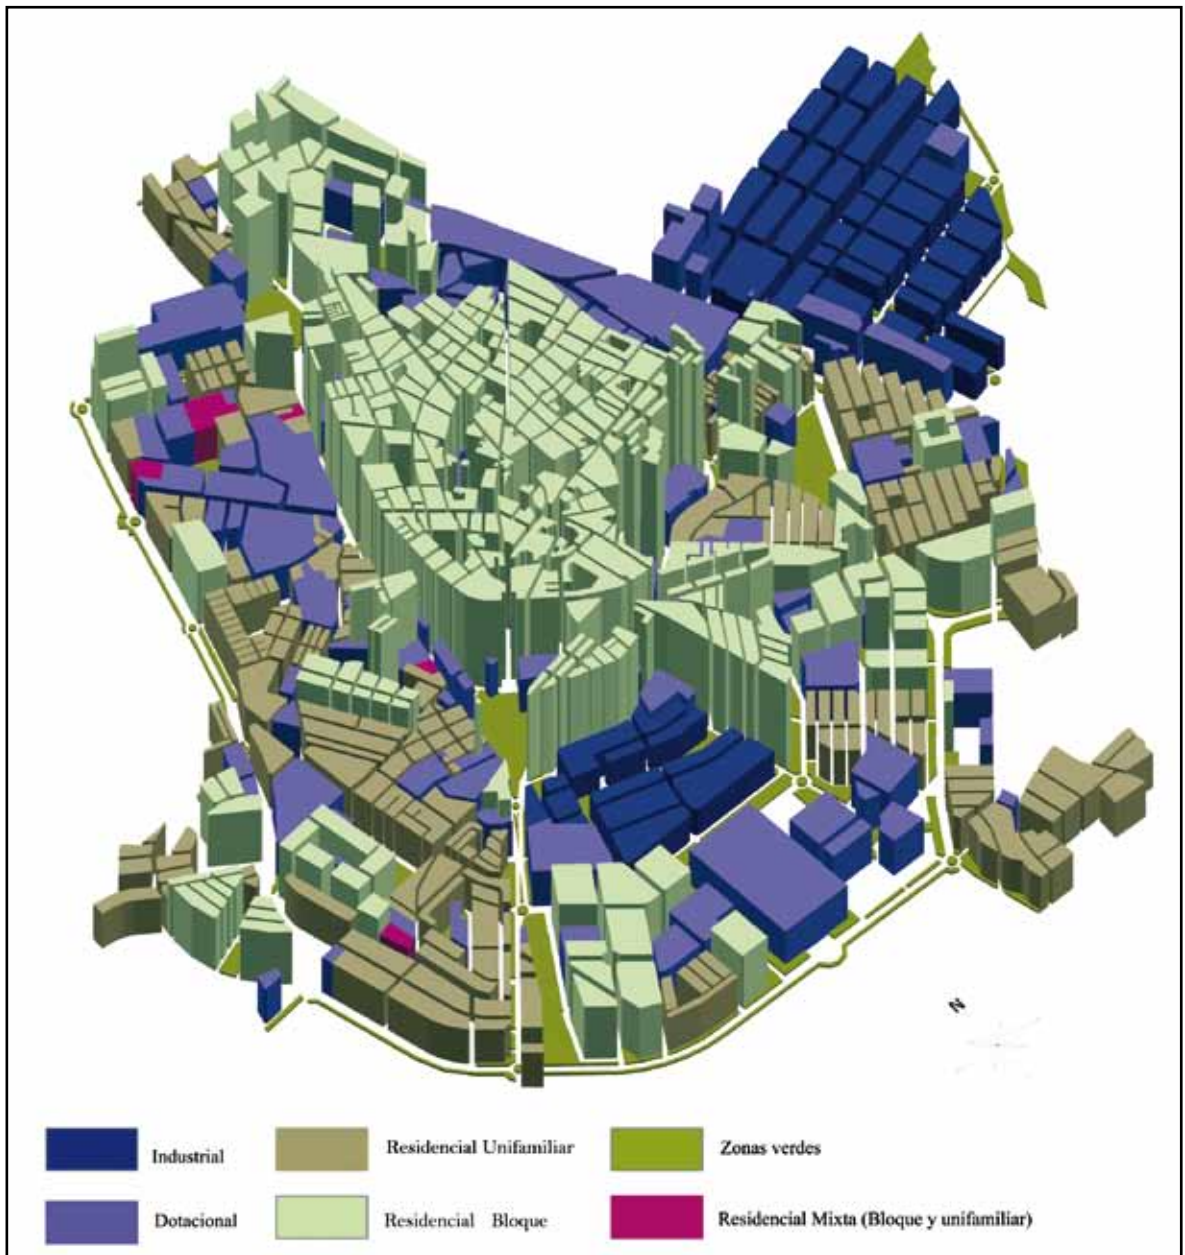 N
Industrial
Residencial Unifamiliar
Zonas verdes
Dotacional
Residencial Bloque
Residencial Mixta (Bloque y unifamiliar)